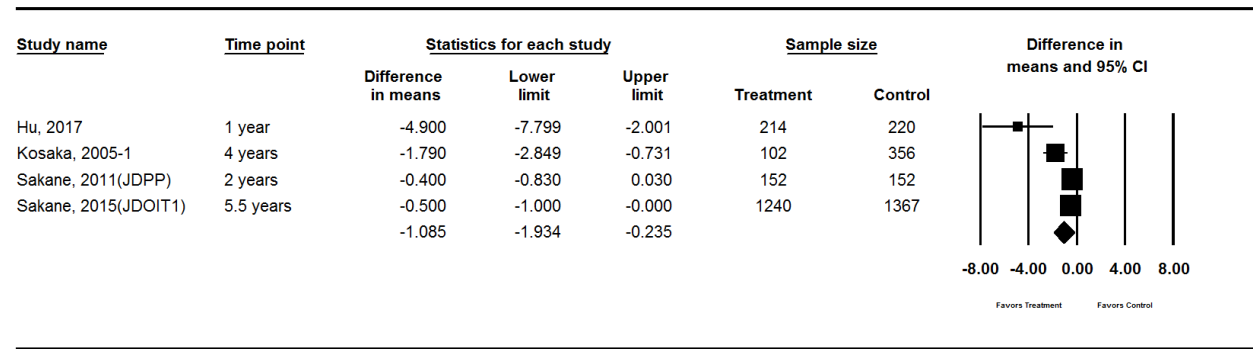 Study name Time point Statistics for each study Sample size Difference in means and 95% CI
Difference in means Lower limit Upper limit Treatment Control
Hu, 2017 1 year -4.900 -7.799 -2.001 214 220
Kosaka, 2005-1 4 years -1.790 -2.849 -0.731 102 356
Sakane, 2011(JDPP) 2 years -0.400 -0.830 0.030 152 152
Sakane, 2015(JDOIT1) 5.5 years -0.500 -1.000 -0.000 1240 1367
-1.085 -1.934 -0.235
-8.00 -4.00 0.00 4.00 8.00
Favors Treatment Favors Control